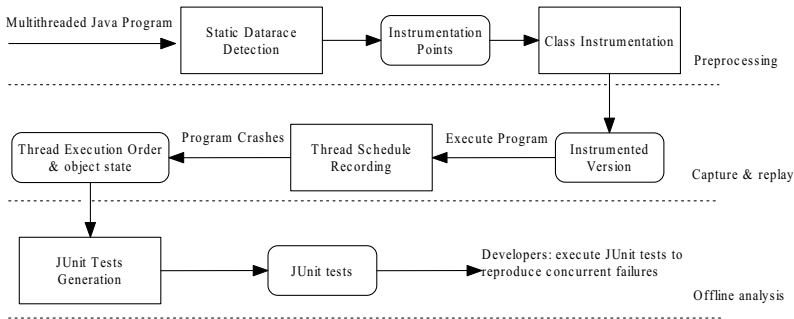 Multithreaded Java Program
Static Datarace
Detection
Instrumentation
Points
Class Instrumentation
Preprocessing
Thread Execution Order
& object state
Program Crashes
Thread Schedule
Recording
Execute Program
Instrumented
Version
Capture & replay
JUnit Tests
Generation
JUnit tests
Developers: execute JUnit tests to
reproduce concurrent failures
Offline analysis